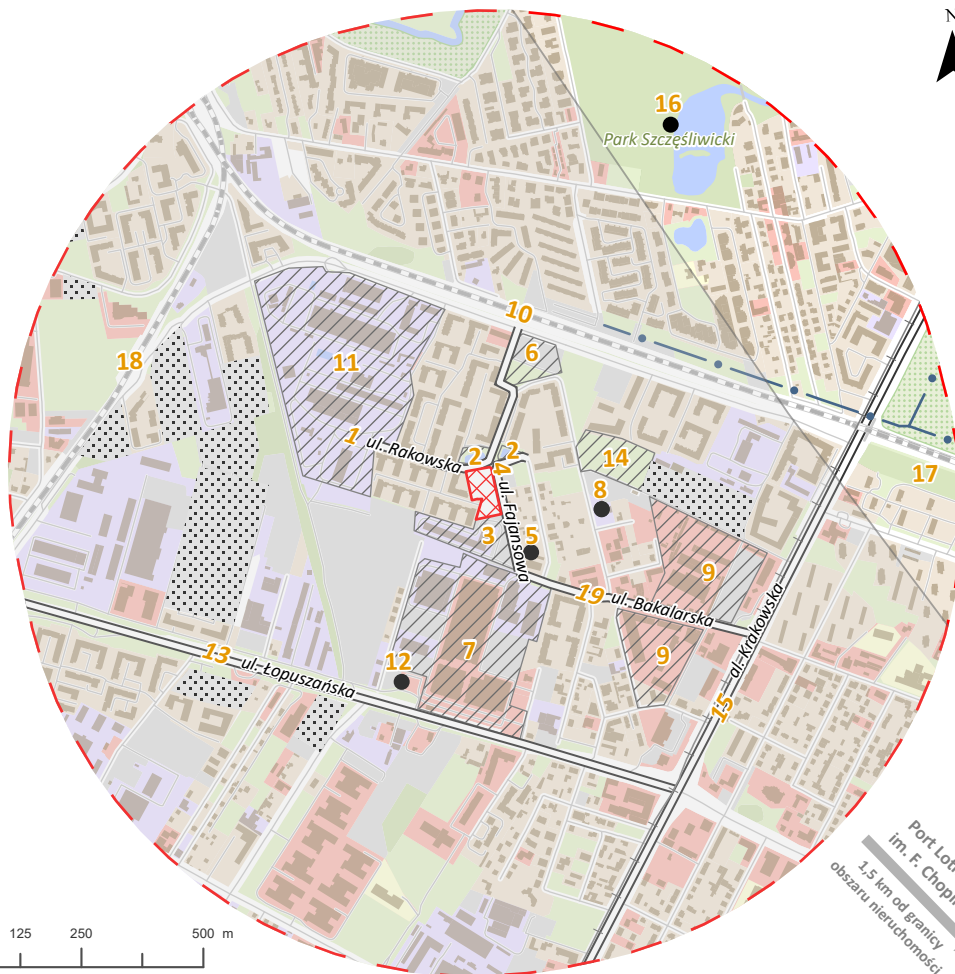 N
16
Park Szczęśliwicki
10
6
18
11
17
1 ul. Rakowska
2
2
4 ul. Fajansowa
14
8
3
5
9
19 ul. Bakalarska
7
9
12
13 ul. Łopuszańska
15 al. Krakowska
Port
im. F.
1,5 km od granicy
obszaru nieruchomości
125 250 500 m